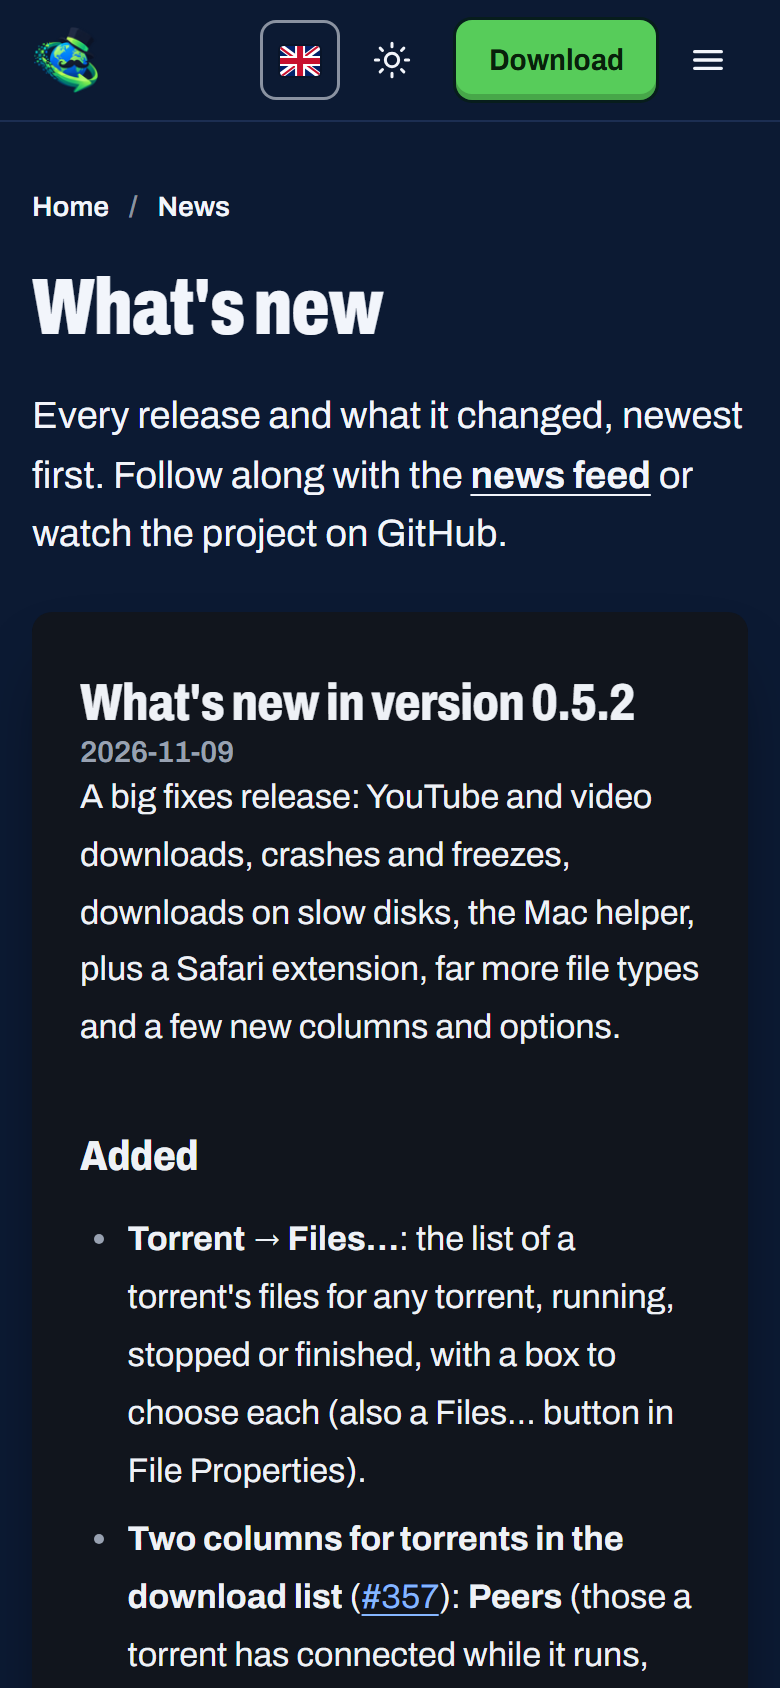 Download
Home / News
What's new
Every release and what it changed, newest
first. Follow along with the news feed or
watch the project on GitHub.
What's new in version 0.5.2
2026-11-09
A big fixes release: YouTube and video
downloads, crashes and freezes,
downloads on slow disks, the Mac helper,
plus a Safari extension, far more file types
and a few new columns and options.
Added
• Torrent → Files...: the list of a
torrent's files for any torrent, running,
stopped or finished, with a box to
choose each (also a Files... button in
File Properties).
• Two columns for torrents in the
download list (#357): Peers (those a
torrent has connected while it runs,